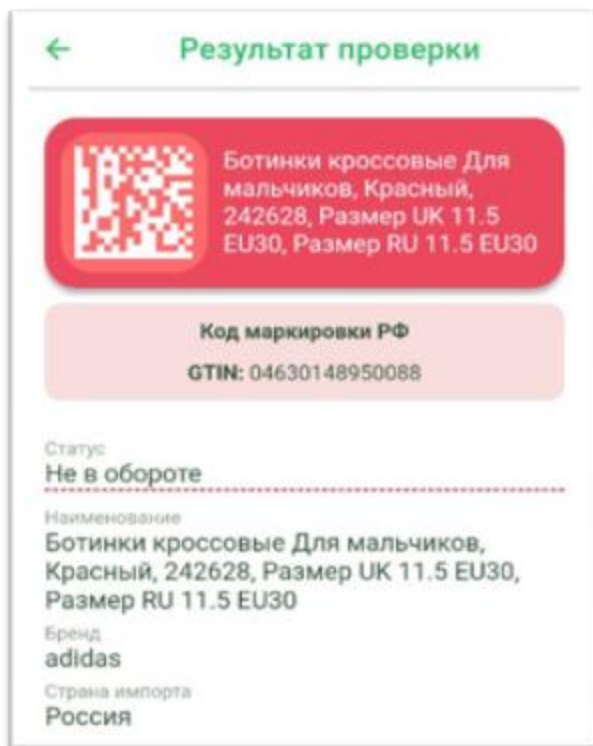 Результат проверки
Ботинки кроссовые Для
мальчиков, Красный,
242628, Размер UK 11.5
EU30, Размер RU 11.5 EU30
Код маркировки РФ
GTIN: 04630148950088
Статус
Не в обороте
Наименование
Ботинки кроссовые Для мальчиков,
Красный, 242628, Размер UK 11.5 EU30,
Размер RU 11.5 EU30
Бренд
adidas
Страна импорта
Россия